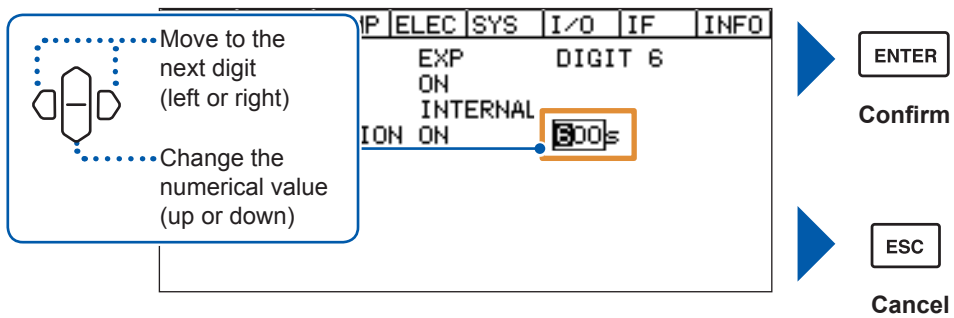 MP ELEC SYS I/O IF INFO
Move to the
next digit
(left or right)
EXP DIGIT 6
ON
INTERNAL
ION ON 600s
Change the
numerical value
(up or down)
ENTER
Confirm
ESC
Cancel